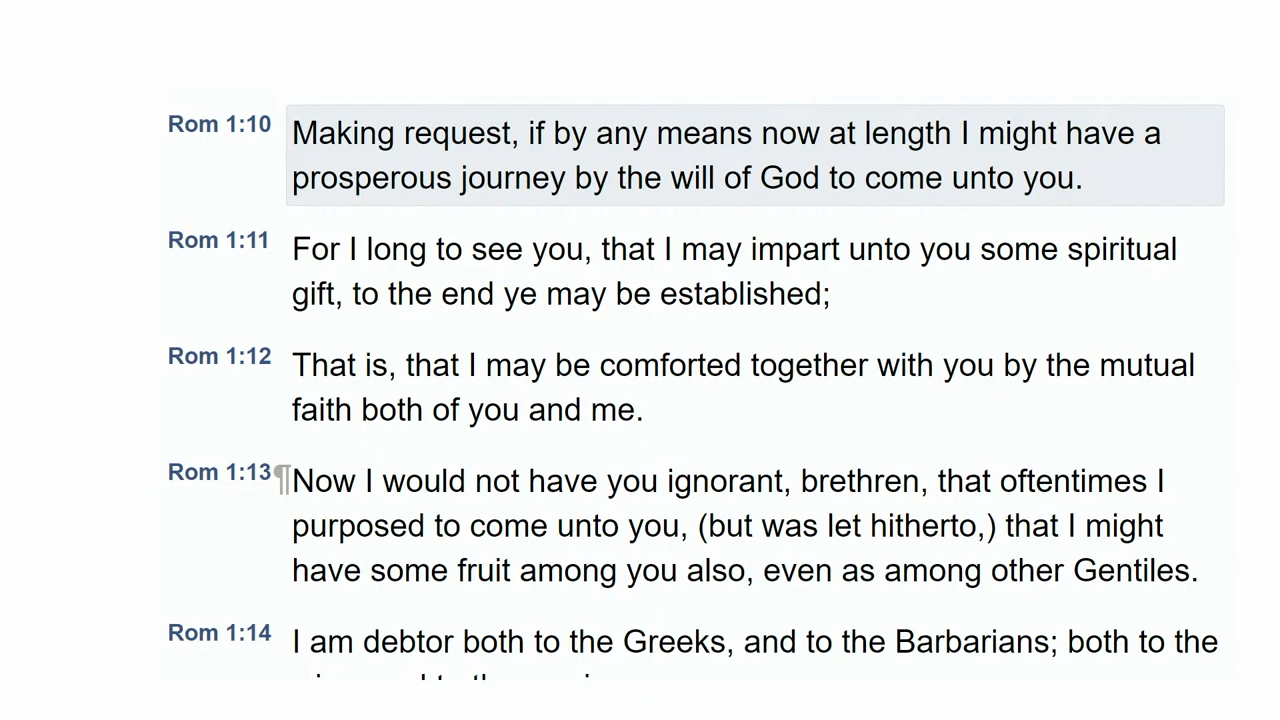 Rom 1:10 Making request, if by any means now at length I might have a
prosperous journey by the will of God to come unto you.
Rom 1:11 For I long to see you, that I may impart unto you some spiritual
gift, to the end ye may be established;
Rom 1:12 That is, that I may be comforted together with you by the mutual
faith both of you and me.
Rom 1:13 ¶Now I would not have you ignorant, brethren, that oftentimes I
purposed to come unto you, (but was let hitherto,) that I might
have some fruit among you also, even as among other Gentiles.
Rom 1:14 I am debtor both to the Greeks, and to the Barbarians; both to the